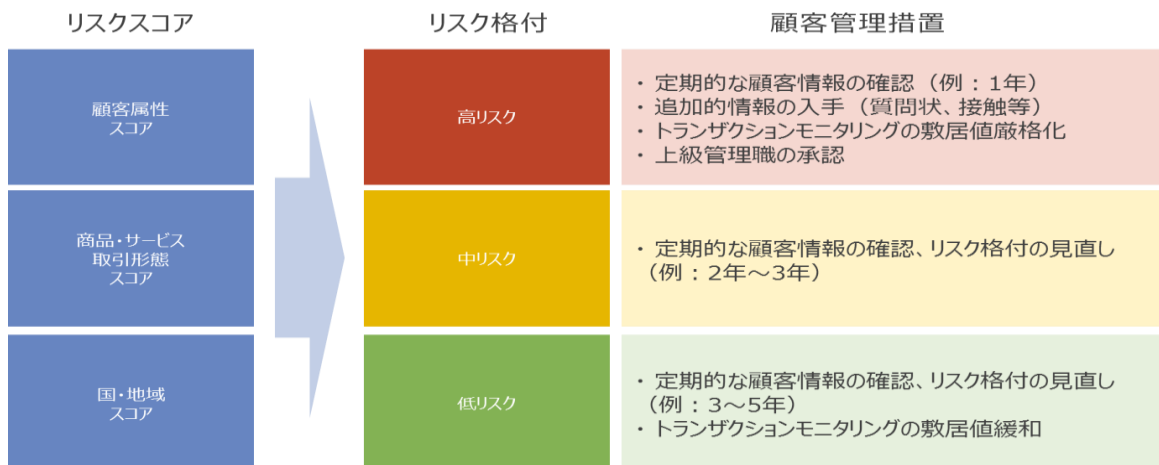 リスクスコア
リスク格付
顧客管理措置
顧客属性
スコア
高リスク
・ 定期的な顧客情報の確認（例：1年）
・ 追加的情報の入手（質問状、接触等）
・ トランザクションモニタリングの敷居値厳格化
・ 上級管理職の承認
商品・サービス
取引形態
スコア
中リスク
・ 定期的な顧客情報の確認、リスク格付の見直し
（例：2年～3年）
国・地域
スコア
低リスク
・ 定期的な顧客情報の確認、リスク格付の見直し
（例：3～5年）
・ トランザクションモニタリングの敷居値緩和